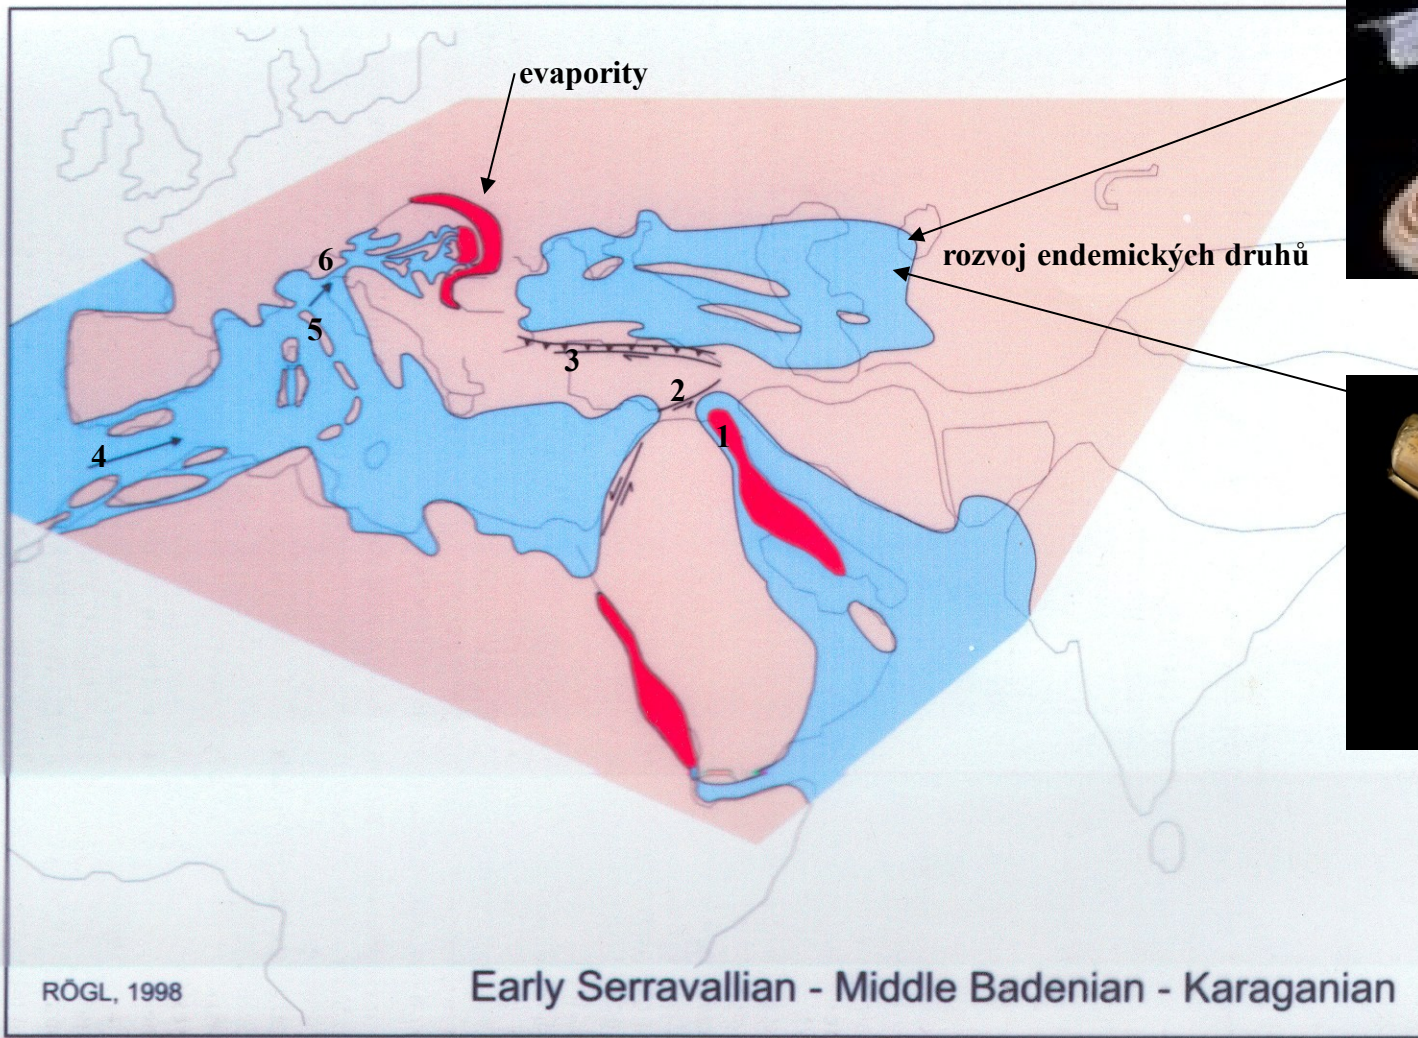 evapority
6
rozvoj endemických druhů
5
3
2
1
4
RÖGL, 1998
Early Serravallian - Middle Badenian - Karaganian